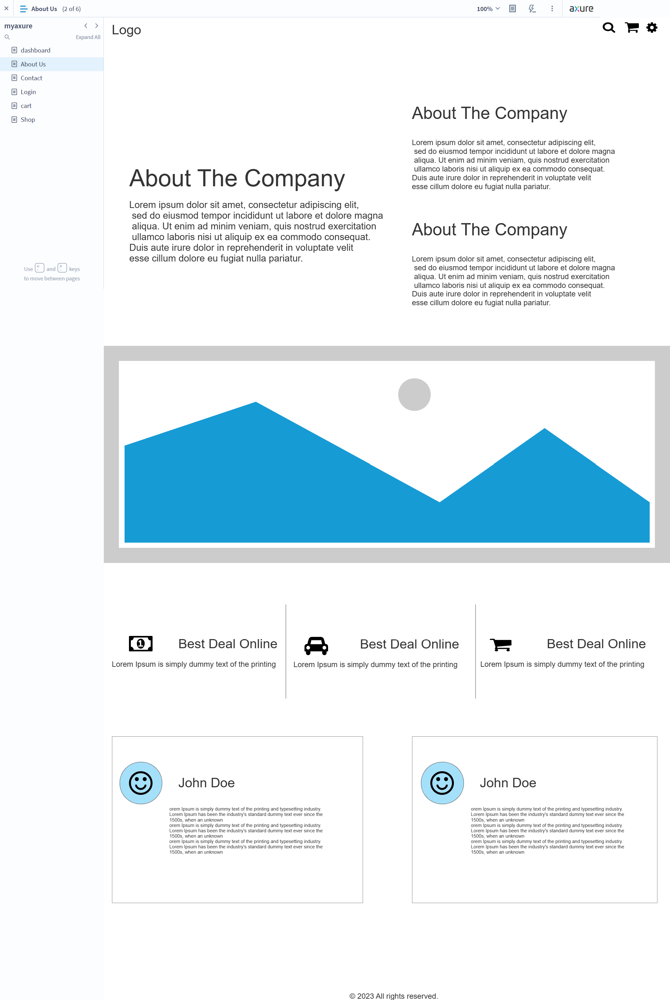 About Us (2 of 6)
100%
axure
myaxure
Expand All
dashboard
About Us
Contact
Login
cart
Shop
Use < , and > . keys
to move between pages
Logo
About The Company
Lorem ipsum dolor sit amet, consectetur adipiscing elit,
sed do eiusmod tempor incididunt ut labore et dolore magna
aliqua. Ut enim ad minim veniam, quis nostrud exercitation
ullamco laboris nisi ut aliquip ex ea commodo consequat.
Duis aute irure dolor in reprehenderit in voluptate velit
esse cillum dolore eu fugiat nulla pariatur.
About The Company
Lorem ipsum dolor sit amet, consectetur adipiscing elit,
sed do eiusmod tempor incididunt ut labore et dolore magna
aliqua. Ut enim ad minim veniam, quis nostrud exercitation
ullamco laboris nisi ut aliquip ex ea commodo consequat.
Duis aute irure dolor in reprehenderit in voluptate velit
esse cillum dolore eu fugiat nulla pariatur.
About The Company
Lorem ipsum dolor sit amet, consectetur adipiscing elit,
sed do eiusmod tempor incididunt ut labore et dolore magna
aliqua. Ut enim ad minim veniam, quis nostrud exercitation
ullamco laboris nisi ut aliquip ex ea commodo consequat.
Duis aute irure dolor in reprehenderit in voluptate velit
esse cillum dolore eu fugiat nulla pariatur.
1
Best Deal Online
Lorem Ipsum is simply dummy text of the printing
Best Deal Online
Lorem Ipsum is simply dummy text of the printing
Best Deal Online
Lorem Ipsum is simply dummy text of the printing
John Doe
orem Ipsum is simply dummy text of the printing and typesetting industry.
Lorem Ipsum has been the industry's standard dummy text ever since the
1500s, when an unknown
orem Ipsum is simply dummy text of the printing and typesetting industry.
Lorem Ipsum has been the industry's standard dummy text ever since the
1500s, when an unknown
orem Ipsum is simply dummy text of the printing and typesetting industry.
Lorem Ipsum has been the industry's standard dummy text ever since the
1500s, when an unknown
John Doe
orem Ipsum is simply dummy text of the printing and typesetting industry.
Lorem Ipsum has been the industry's standard dummy text ever since the
1500s, when an unknown
orem Ipsum is simply dummy text of the printing and typesetting industry.
Lorem Ipsum has been the industry's standard dummy text ever since the
1500s, when an unknown
orem Ipsum is simply dummy text of the printing and typesetting industry.
Lorem Ipsum has been the industry's standard dummy text ever since the
1500s, when an unknown
© 2023 All rights reserved.